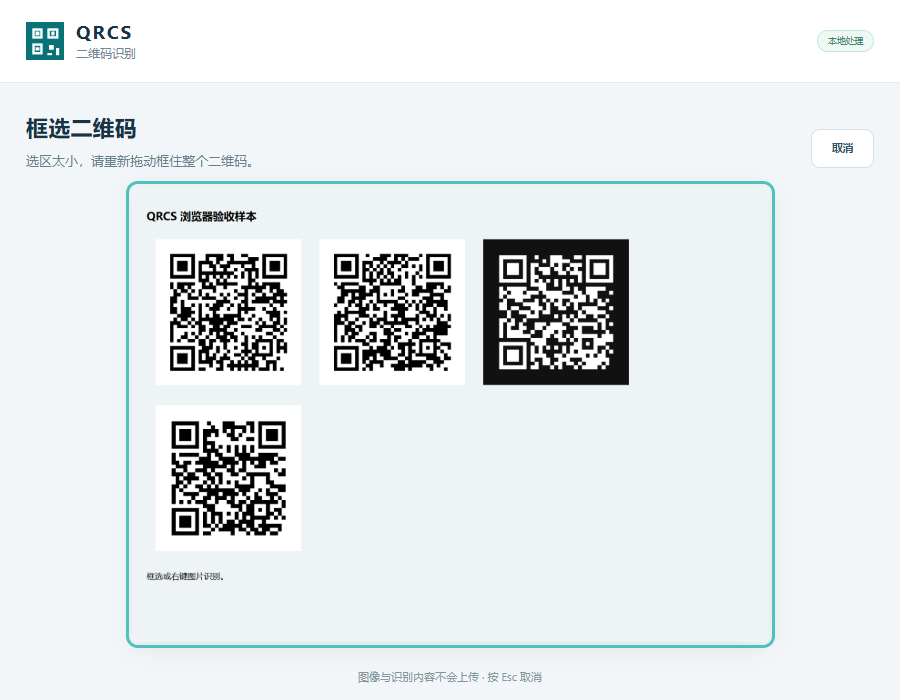 QRCS
二维码识别
本地处理
框选二维码
选区太小，请重新拖动框住整个二维码。
取消
QRCS 浏览器验收样本
框选或右键图片识别。
图像与识别内容不会上传 · 按 Esc 取消